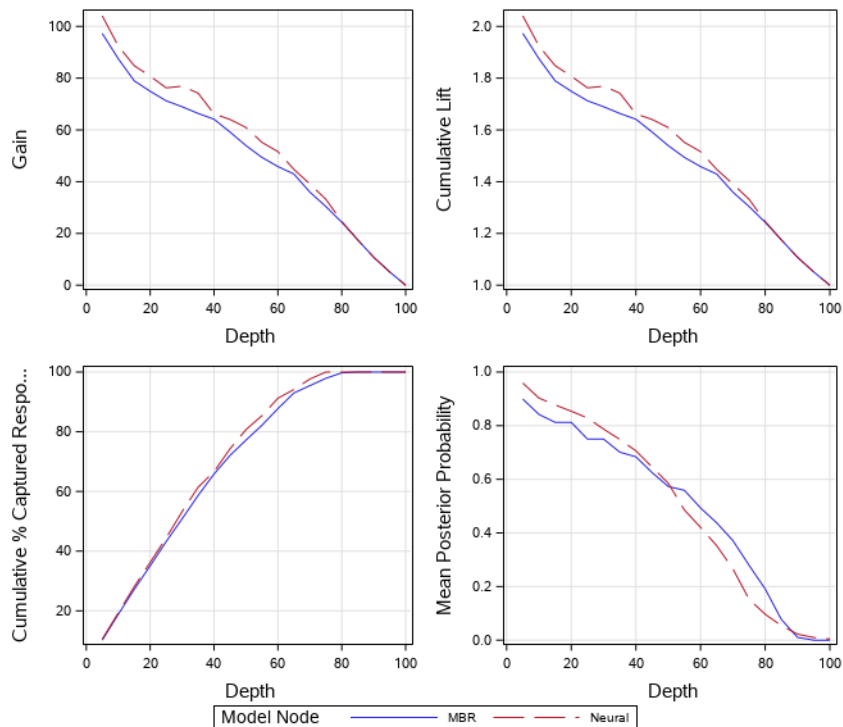 Gain
100
80
60
40
20
0
0 20 40 60 80 100
Depth
Cumulative Lift
2.0
1.8
1.6
1.4
1.2
1.0
0 20 40 60 80 100
Depth
Cumulative % Captured Respo...
100
80
60
40
20
0 20 40 60 80 100
Depth
Mean Posterior Probability
1.0
0.8
0.6
0.4
0.2
0.0
0 20 40 60 80 100
Depth
Model Node MBR Neural